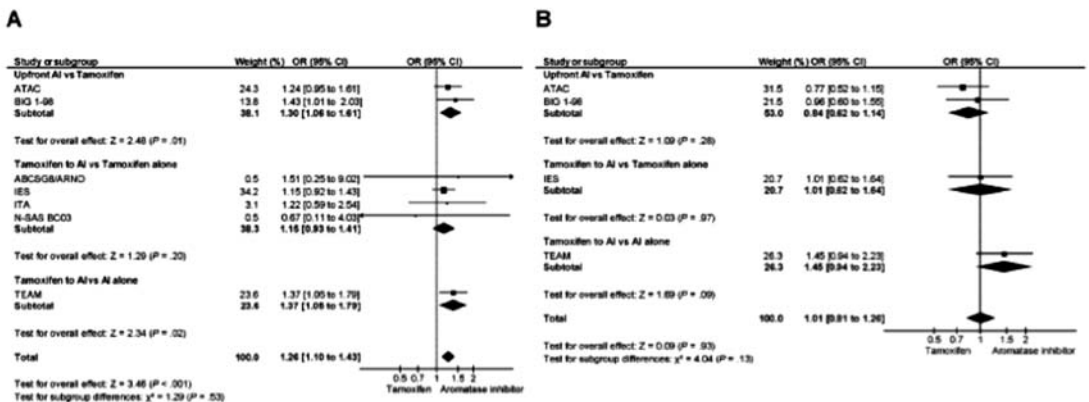 A
Study or subgroup Weight (%) OR (95% CI) OR (95% CI)
Upfront AI vs Tamoxifen
ATAC 24.3 1.24 [0.95 to 1.61]
BIG 1-98 13.8 1.43 [1.01 to 2.03]
Subtotal 38.1 1.30 [1.06 to 1.61]
Test for overall effect: Z = 2.48 (P = .01)
Tamoxifen to AI vs Tamoxifen alone
ABCSG8/ARNO 0.5 1.51 [0.25 to 9.02]
IES 34.2 1.15 [0.92 to 1.43]
ITA 3.1 1.22 [0.59 to 2.54]
N-SAS BC03 0.5 0.67 [0.11 to 4.03]
Subtotal 38.3 1.15 [0.93 to 1.41]
Test for overall effect: Z = 1.29 (P = .20)
Tamoxifen to AI vs AI alone
TEAM 23.6 1.37 [1.05 to 1.79]
Subtotal 23.6 1.37 [1.05 to 1.79]
Test for overall effect: Z = 2.34 (P = .02)
Total 100.0 1.26 [1.10 to 1.43]
Test for overall effect: Z = 3.46 (P < .001)
Test for subgroup differences: χ² = 1.29 (P = .53)
0.5 0.7 1 1.5 2
Tamoxifen Aromatase inhibitor
B
Study or subgroup Weight (%) OR (95% CI) OR (95% CI)
Upfront AI vs Tamoxifen
ATAC 31.5 0.77 [0.52 to 1.15]
BIG 1-98 21.5 0.96 [0.60 to 1.55]
Subtotal 53.0 0.84 [0.62 to 1.14]
Test for overall effect: Z = 1.09 (P = .28)
Tamoxifen to AI vs Tamoxifen alone
IES 20.7 1.01 [0.62 to 1.64]
Subtotal 20.7 1.01 [0.62 to 1.64]
Test for overall effect: Z = 0.03 (P = .97)
Tamoxifen to AI vs AI alone
TEAM 26.3 1.45 [0.94 to 2.23]
Subtotal 26.3 1.45 [0.94 to 2.23]
Test for overall effect: Z = 1.69 (P = .09)
Total 100.0 1.01 [0.81 to 1.26]
Test for overall effect: Z = 0.09 (P = .93)
Test for subgroup differences: χ² = 4.04 (P = .13)
0.5 0.7 1 1.5 2
Tamoxifen Aromatase inhibitor